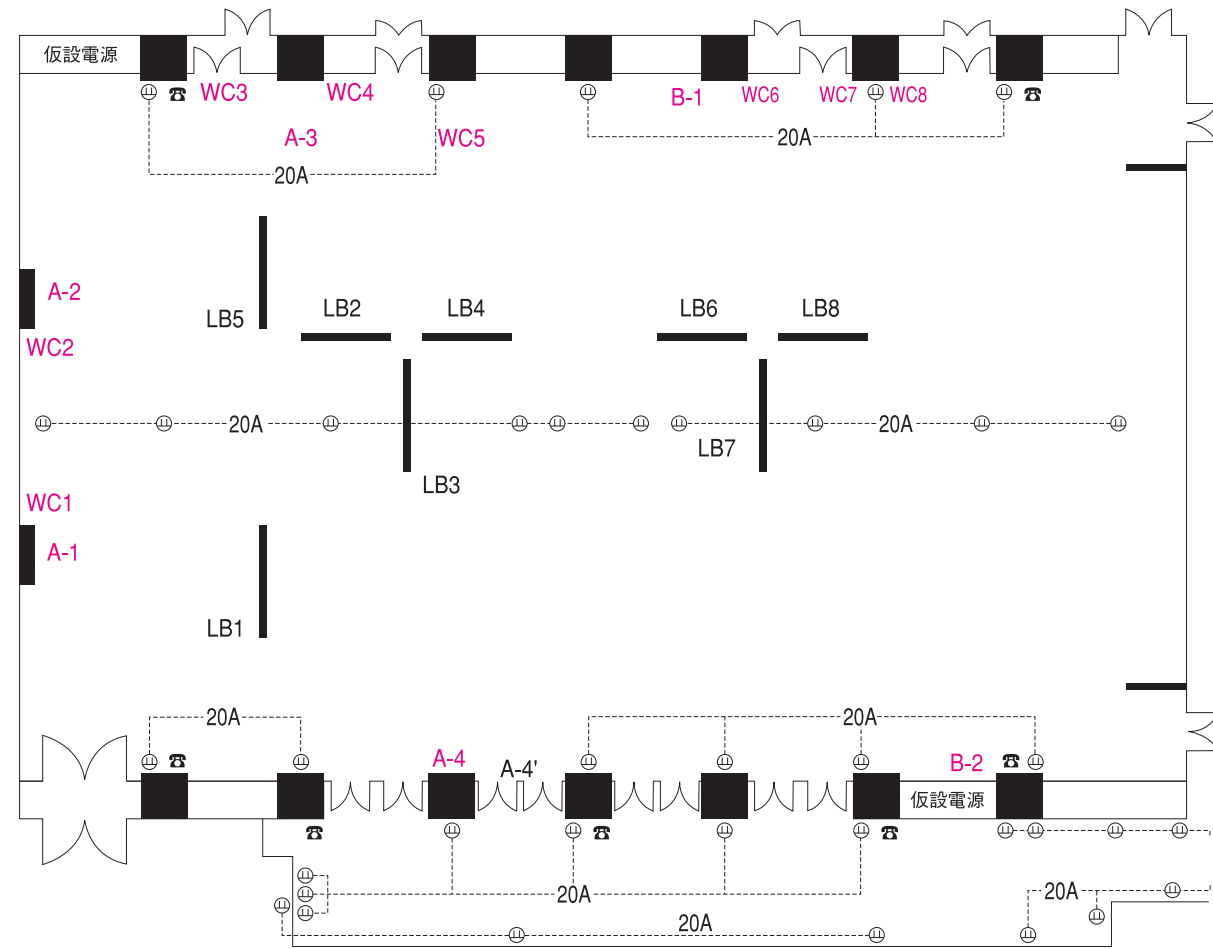 仮設電源
WC3
WC4
B-1
WC6
WC7
WC8
A-3
WC5
20A
20A
A-2
LB5
LB2
LB4
LB6
LB8
WC2
20A
20A
LB7
LB3
WC1
A-1
LB1
20A
20A
A-4
A-4'
B-2
仮設電源
20A
20A
20A